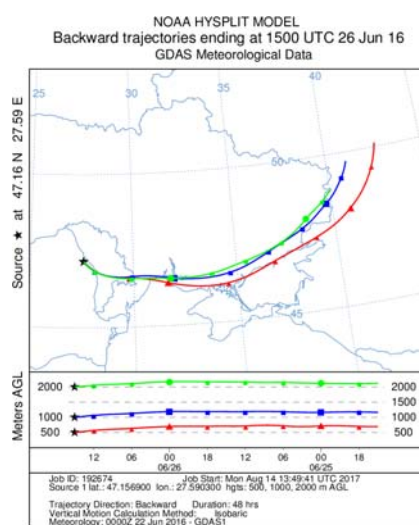 NOAA HYSPLIT MODEL
Backward trajectories ending at 1500 UTC 26 Jun 16
GDAS Meteorological Data
Source ★ at 47.16 N 27.59 E
25
30
35
40
50
45
Meters AGL
2000
1000
500
2000
1500
1000
500
12 06 00 18 12 06 00 18
06/26 06/25
Job ID: 192674 Job Start: Mon Aug 14 13:49:41 UTC 2017
Source 1 lat.: 47.156900 lon.: 27.590300 hgts: 500, 1000, 2000 m AGL
Trajectory Direction: Backward Duration: 48 hrs
Vertical Motion Calculation Method: Isobaric
Meteorology: 0000Z 22 Jun 2016 - GDAS1